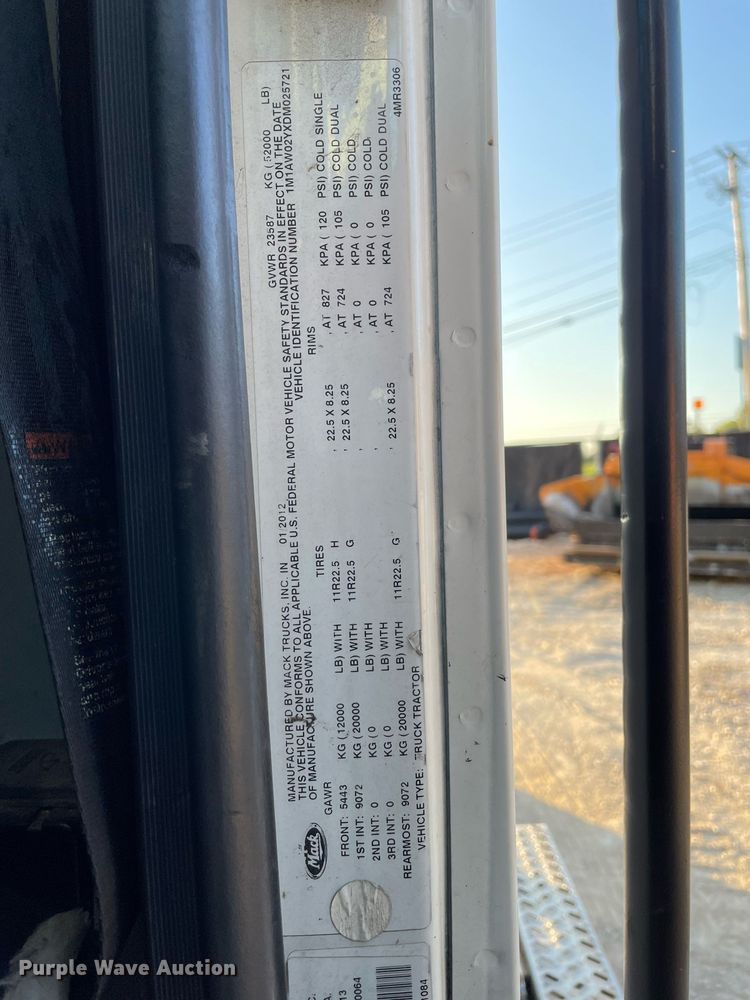 GVWR 23587 KG (52000 LB)
MANUFACTURED BY MACK TRUCKS, INC. IN 01 2012
THIS VEHICLE CONFORMS TO ALL APPLICABLE U.S. FEDERAL MOTOR VEHICLE SAFETY STANDARDS IN EFFECT ON THE DATE
OF MANUFACTURE SHOWN ABOVE. VEHICLE IDENTIFICATION NUMBER 1M1AW02YXDM025721
GAWR TIRES RIMS
FRONT: 5443 KG (12000 LB) WITH 11R22.5 H , 22.5 X 8.25 , AT 827 KPA ( 120 PSI) COLD SINGLE
1ST INT: 9072 KG (20000 LB) WITH 11R22.5 G , 22.5 X 8.25 , AT 724 KPA ( 105 PSI) COLD DUAL
2ND INT: 0 KG (0 LB) WITH , , AT 0 KPA ( 0 PSI) COLD
3RD INT: 0 KG (0 LB) WITH , , AT 0 KPA ( 0 PSI) COLD
REARMOST: 9072 KG (20000 LB) WITH 11R22.5 G , 22.5 X 8.25 , AT 724 KPA ( 105 PSI) COLD DUAL
VEHICLE TYPE: TRUCK TRACTOR 4MR3306
Mack
Purple Wave Auction